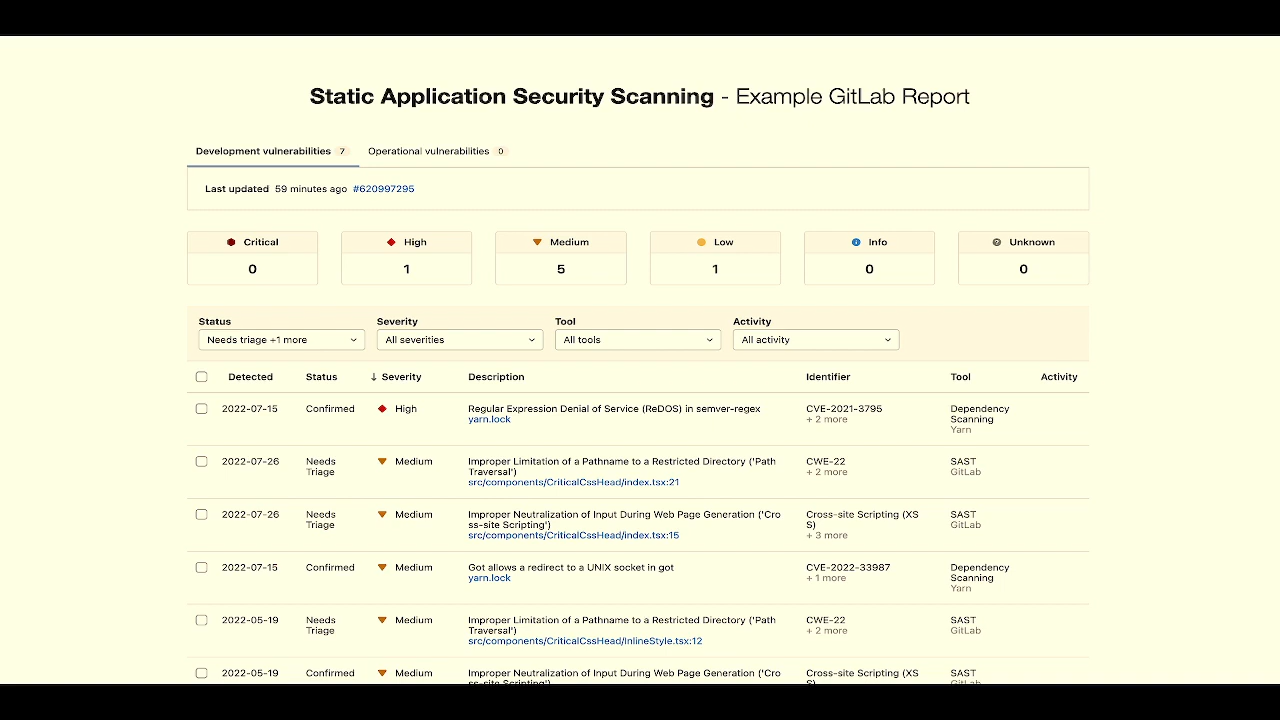 Static Application Security Scanning - Example GitLab Report
Development vulnerabilities 7 Operational vulnerabilities 0
Last updated 59 minutes ago #620997295
Critical High Medium Low Info Unknown
0 1 5 1 0 0
Status Severity Tool Activity
Needs triage +1 more All severities All tools All activity
Detected Status ↓ Severity Description Identifier Tool Activity
2022-07-15 Confirmed High Regular Expression Denial of Service (ReDOS) in semver-regex CVE-2021-3795 Dependency
yarn.lock + 2 more Scanning
Yarn
2022-07-26 Needs Medium Improper Limitation of a Pathname to a Restricted Directory ('Path CWE-22 SAST
Triage Traversal') + 2 more GitLab
src/components/CriticalCssHead/index.tsx:21
2022-07-26 Needs Medium Improper Neutralization of Input During Web Page Generation ('Cro Cross-site Scripting (XS SAST
Triage ss-site Scripting') S) GitLab
src/components/CriticalCssHead/index.tsx:15 + 3 more
2022-07-15 Confirmed Medium Got allows a redirect to a UNIX socket in got CVE-2022-33987 Dependency
yarn.lock + 1 more Scanning
Yarn
2022-05-19 Needs Medium Improper Limitation of a Pathname to a Restricted Directory ('Path CWE-22 SAST
Triage Traversal') + 2 more GitLab
src/components/CriticalCssHead/InlineStyle.tsx:12
2022-05-19 Confirmed Medium Improper Neutralization of Input During Web Page Generation ('Cro Cross-site Scripting (XS SAST
ss-site Scripting') S) GitLab